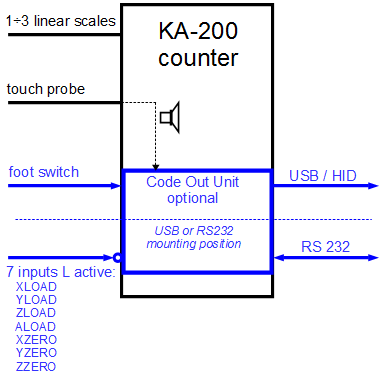 1÷3 linear scales
KA-200
counter
touch probe
foot switch
Code Out Unit
optional
USB / HID
USB or RS232
mounting position
RS 232
7 inputs L active:
XLOAD
YLOAD
ZLOAD
ALOAD
XZERO
YZERO
ZZERO